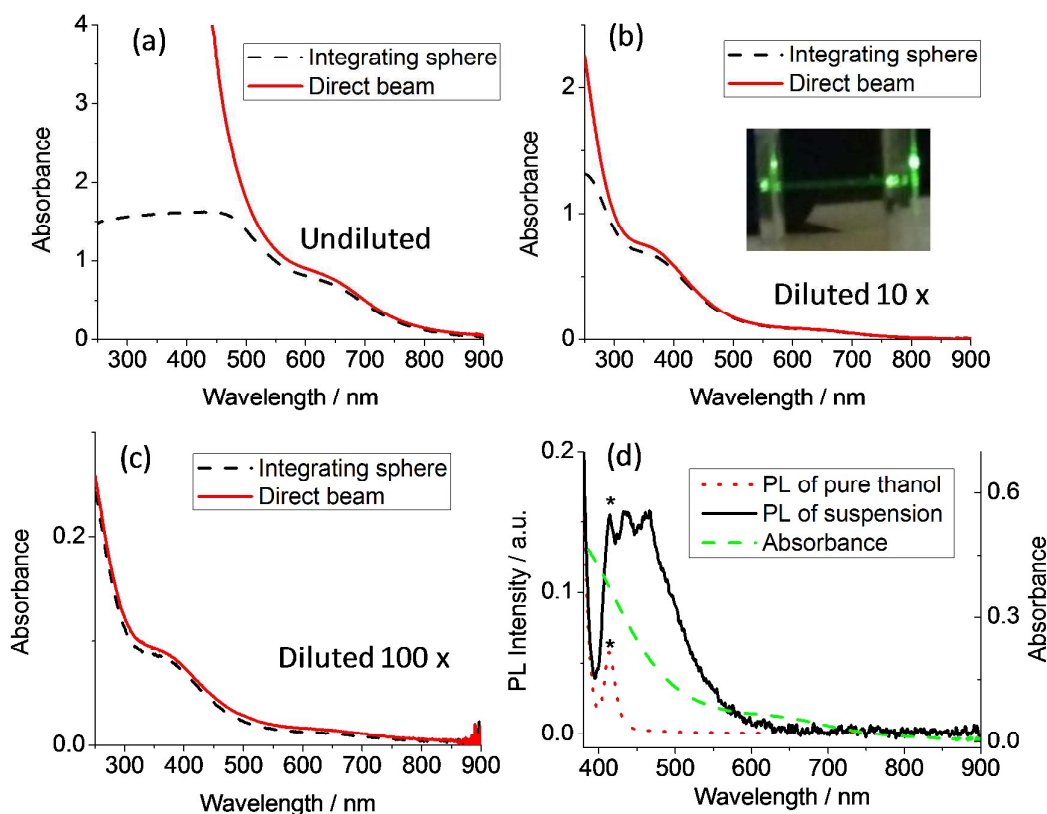 (a)
Integrating sphere
Direct beam
Undiluted
4
3
2
1
0
300 400 500 600 700 800 900
Absorbance
Wavelength / nm
(b)
Integrating sphere
Direct beam
Diluted 10 x
2
1
0
300 400 500 600 700 800 900
Absorbance
Wavelength / nm
(c)
Integrating sphere
Direct beam
Diluted 100 x
0.2
0.0
300 400 500 600 700 800 900
Absorbance
Wavelength / nm
(d)
PL of pure thanol
PL of suspension
Absorbance
*
*
0.2
0.1
0.0
0.6
0.3
0.0
400 500 600 700 800 900
PL Intensity / a.u.
Absorbance
Wavelength / nm